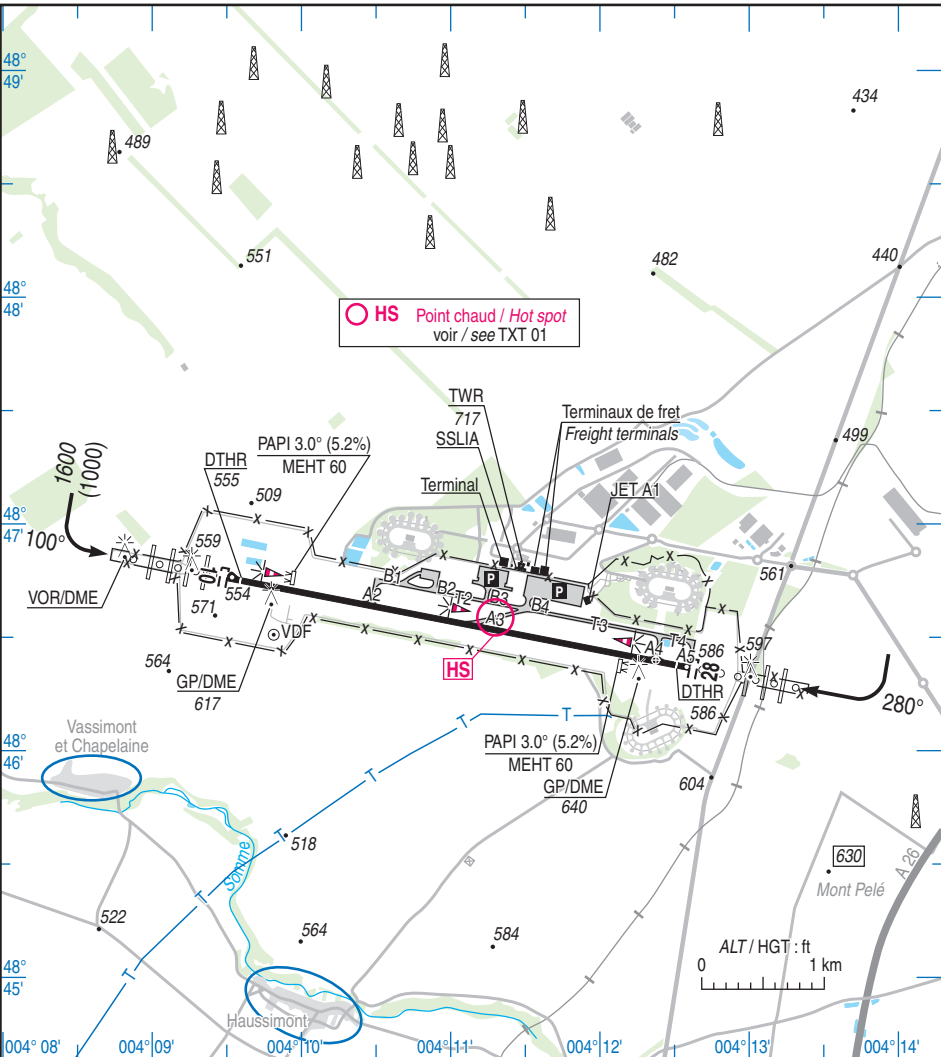 48°
49'
434
489
551
482
440
48°
48'
HS Point chaud / Hot spot
voir / see TXT 01
TWR
717
SSLIA
Terminaux de fret
Freight terminals
499
1600
(1000)
PAPI 3.0° (5.2%)
MEHT 60
DTHR
555
509
Terminal
JET A1
48°
47'
100°
559
561
VOR/DME
10
554
571
B1
B2
T2
P
B3
P
B4
A2
A3
T3
T4
A4
A5
586
597
28
VDF
HS
564
GP/DME
617
DTHR
586
280°
Vassimont
et Chapelaine
T
T
T
T
T
T
48°
46'
PAPI 3.0° (5.2%)
MEHT 60
GP/DME
640
604
518
Somme
630
Mont Pelé
A 26
522
564
584
ALT / HGT : ft
0 1 km
48°
45'
Haussimont
004° 08'
004° 09'
004° 10'
004° 11'
004° 12'
004° 13'
004° 14'